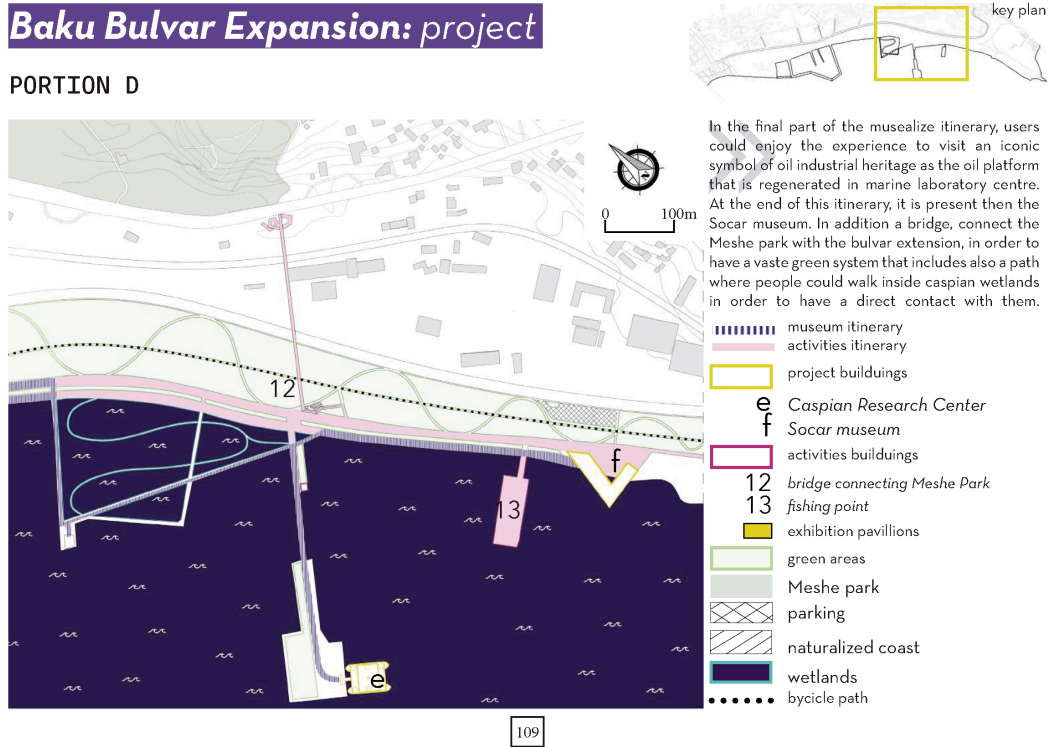 Baku Bulvar Expansion: project
key plan
PORTION D
In the final part of the musealize itinerary, users
could enjoy the experience to visit an iconic
symbol of oil industrial heritage as the oil platform
that is regenerated in marine laboratory centre.
At the end of this itinerary, it is present then the
Socar museum. In addition a bridge, connect the
Meshe park with the bulvar extension, in order to
have a vaste green system that includes also a path
where people could walk inside caspian wetlands
in order to have a direct contact with them.
0 100m
12
f
13
e
museum itinerary
activities itinerary
project builduings
e Caspian Research Center
f Socar museum
activities builduings
12 bridge connecting Meshe Park
13 fishing point
exhibition pavillions
green areas
Meshe park
parking
naturalized coast
wetlands
bycicle path
109